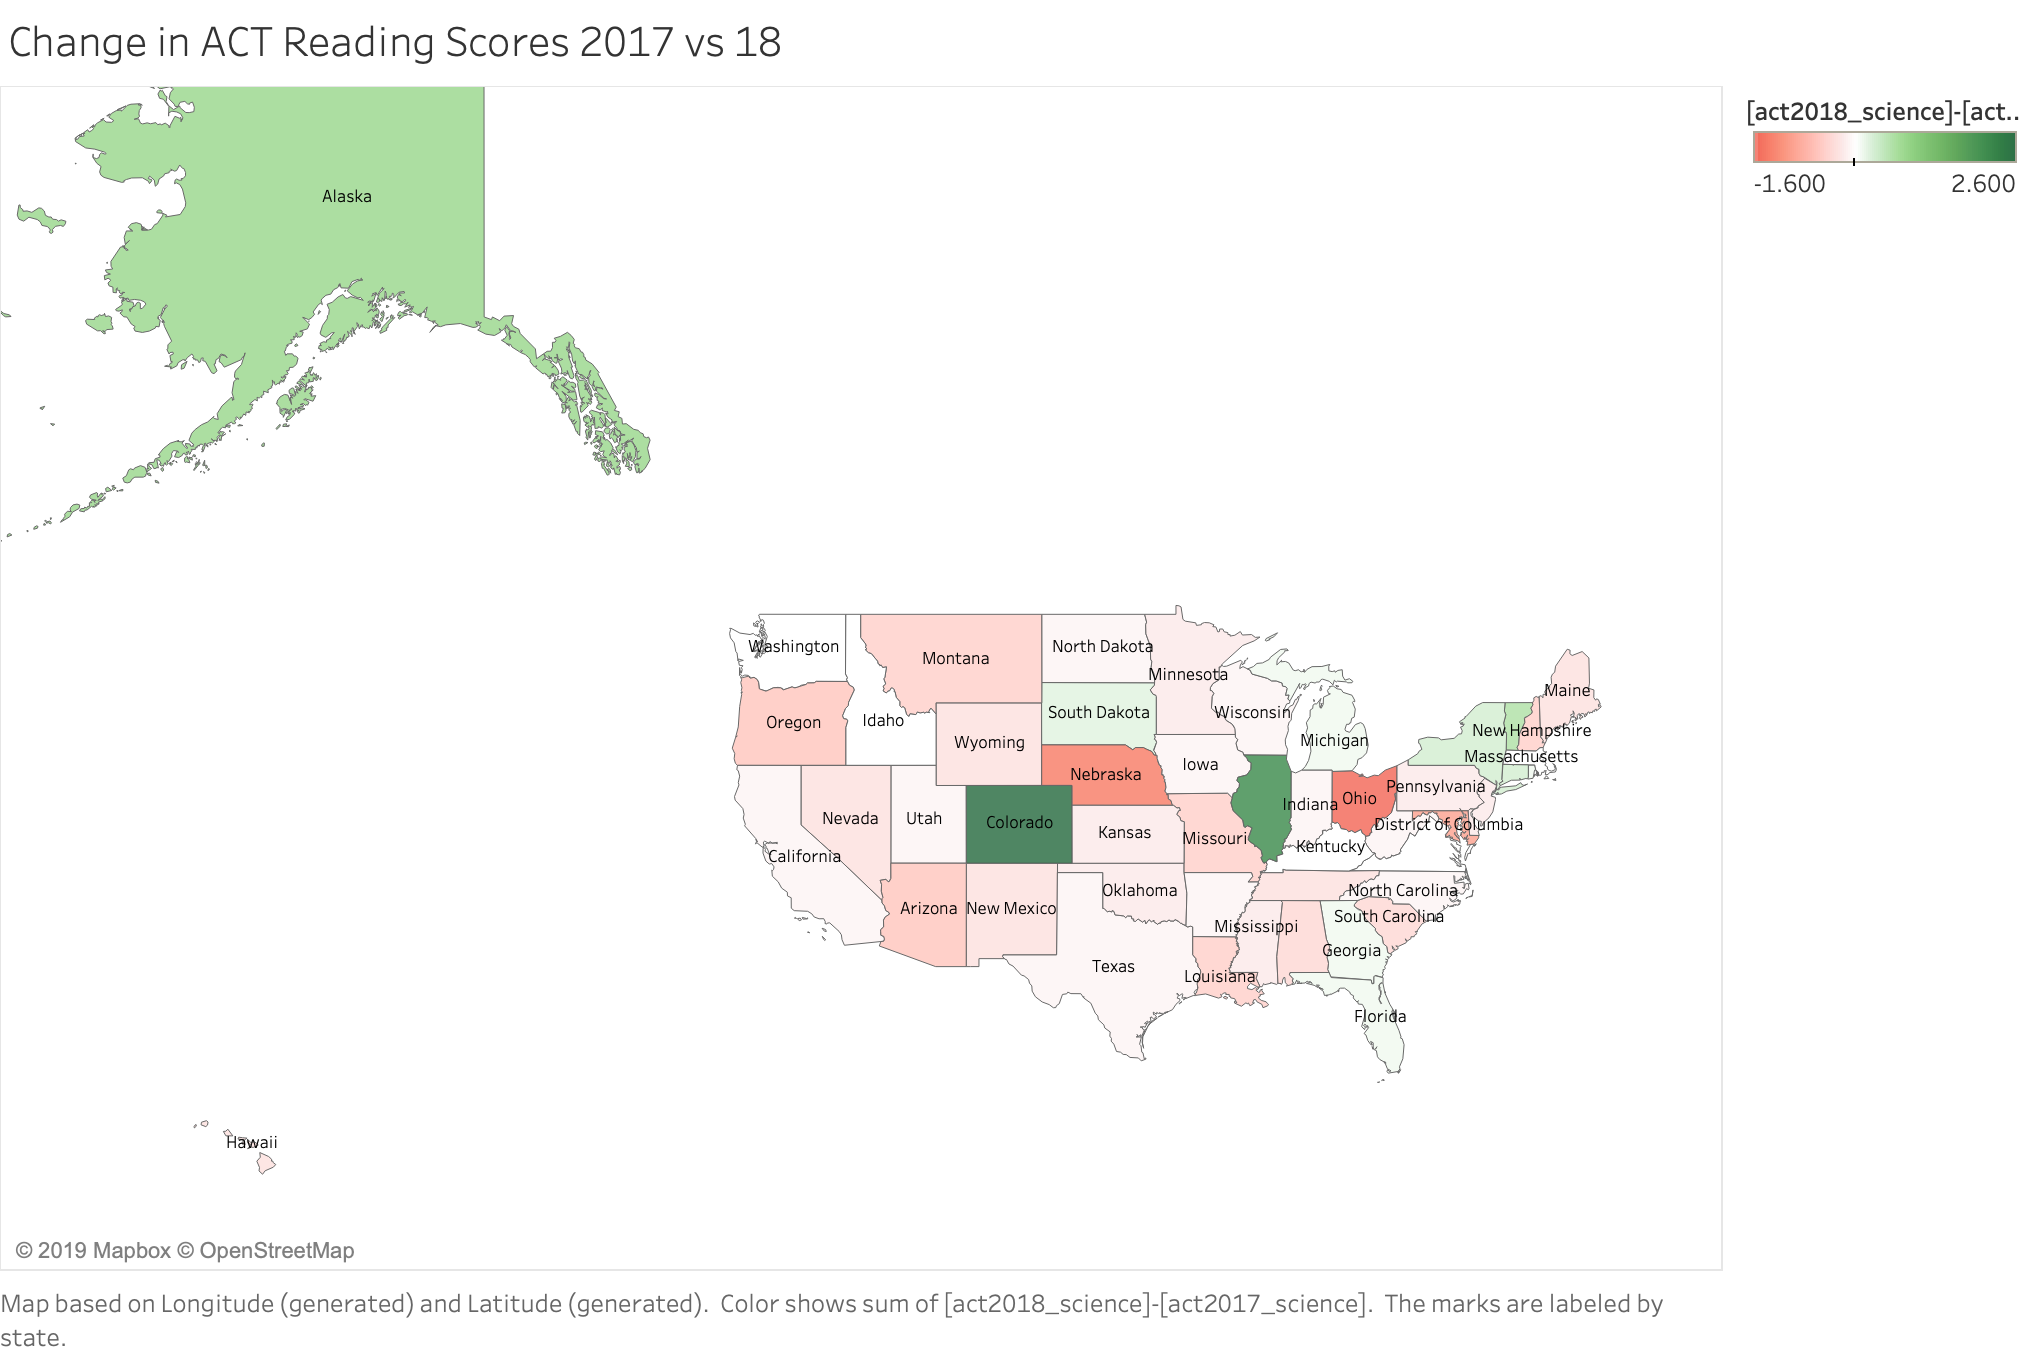 Change in ACT Reading Scores 2017 vs 18
[act2018_science]-[act..
-1.600 2.600
Alaska
Washington
Montana
North Dakota
Minnesota
Maine
Oregon
Idaho
South Dakota
Wisconsin
New Hampshire
Wyoming
Michigan
Massachusetts
Iowa
Nebraska
Pennsylvania
Nevada
Utah
Colorado
Kansas
Missouri
Indiana
Ohio
District of Columbia
California
Kentucky
Arizona
New Mexico
Oklahoma
North Carolina
Mississippi
South Carolina
Georgia
Texas
Louisiana
Florida
Hawaii
© 2019 Mapbox © OpenStreetMap
Map based on Longitude (generated) and Latitude (generated).  Color shows sum of [act2018_science]-[act2017_science].  The marks are labeled by
state.